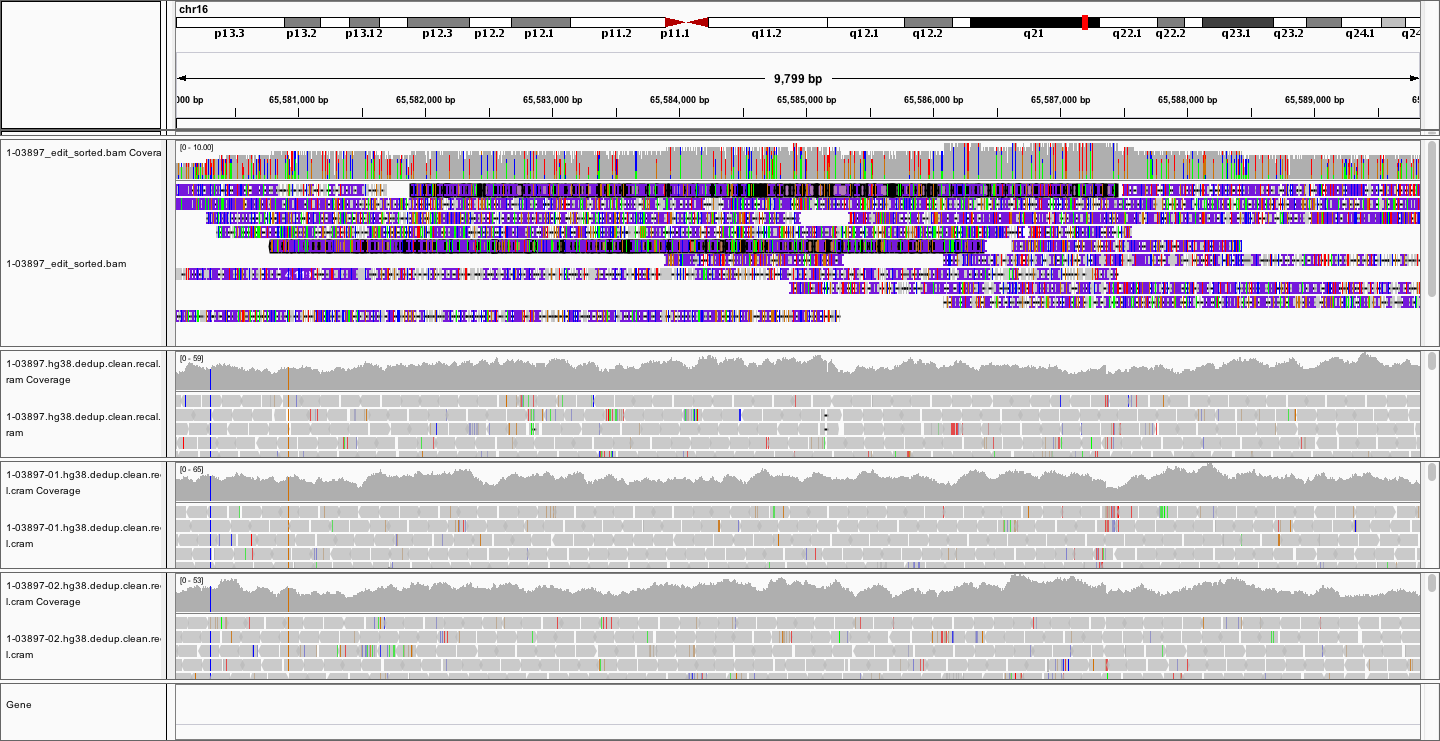 chr16
p13.3 p13.2 p13.12 p12.3 p12.2 p12.1 p11.2 p11.1 q11.2 q12.1 q12.2 q21 q22.1 q22.2 q23.1 q23.2 q24.1 q24
9,799 bp
000 bp 65,581,000 bp 65,582,000 bp 65,583,000 bp 65,584,000 bp 65,585,000 bp 65,586,000 bp 65,587,000 bp 65,588,000 bp 65,589,000 bp 65
1-03897_edit_sorted.bam Covera
[0 - 10.00]
1-03897_edit_sorted.bam
1-03897.hg38.dedup.clean.recal.
ram Coverage
[0 - 59]
1-03897.hg38.dedup.clean.recal.
ram
1-03897-01.hg38.dedup.clean.re
l.cram Coverage
[0 - 65]
1-03897-01.hg38.dedup.clean.re
l.cram
1-03897-02.hg38.dedup.clean.re
l.cram Coverage
[0 - 53]
1-03897-02.hg38.dedup.clean.re
l.cram
Gene